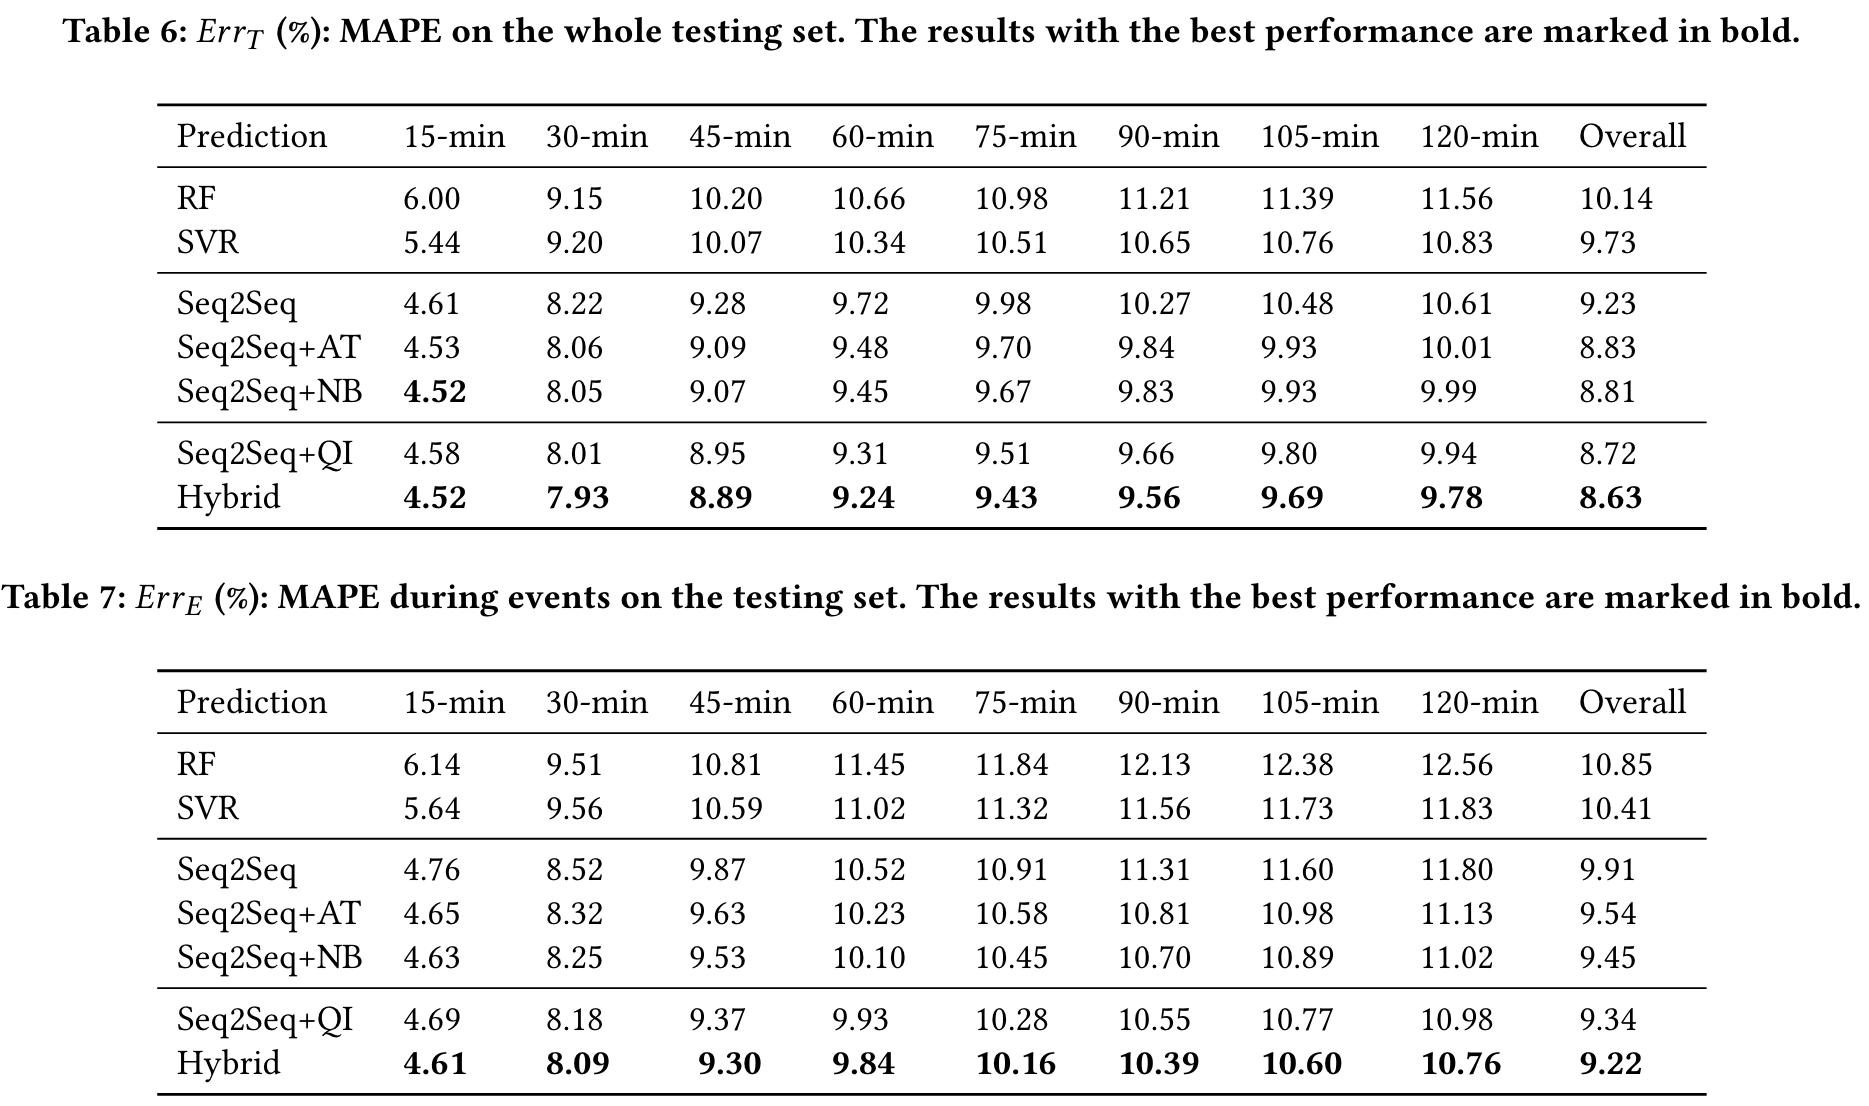 Table 6: Err_T (%): MAPE on the whole testing set. The results with the best performance are marked in bold.
Prediction 15-min 30-min 45-min 60-min 75-min 90-min 105-min 120-min Overall
RF 6.00 9.15 10.20 10.66 10.98 11.21 11.39 11.56 10.14
SVR 5.44 9.20 10.07 10.34 10.51 10.65 10.76 10.83 9.73
Seq2Seq 4.61 8.22 9.28 9.72 9.98 10.27 10.48 10.61 9.23
Seq2Seq+AT 4.53 8.06 9.09 9.48 9.70 9.84 9.93 10.01 8.83
Seq2Seq+NB 4.52 8.05 9.07 9.45 9.67 9.83 9.93 9.99 8.81
Seq2Seq+QI 4.58 8.01 8.95 9.31 9.51 9.66 9.80 9.94 8.72
Hybrid 4.52 7.93 8.89 9.24 9.43 9.56 9.69 9.78 8.63
Table 7: Err_E (%): MAPE during events on the testing set. The results with the best performance are marked in bold.
Prediction 15-min 30-min 45-min 60-min 75-min 90-min 105-min 120-min Overall
RF 6.14 9.51 10.81 11.45 11.84 12.13 12.38 12.56 10.85
SVR 5.64 9.56 10.59 11.02 11.32 11.56 11.73 11.83 10.41
Seq2Seq 4.76 8.52 9.87 10.52 10.91 11.31 11.60 11.80 9.91
Seq2Seq+AT 4.65 8.32 9.63 10.23 10.58 10.81 10.98 11.13 9.54
Seq2Seq+NB 4.63 8.25 9.53 10.10 10.45 10.70 10.89 11.02 9.45
Seq2Seq+QI 4.69 8.18 9.37 9.93 10.28 10.55 10.77 10.98 9.34
Hybrid 4.61 8.09 9.30 9.84 10.16 10.39 10.60 10.76 9.22